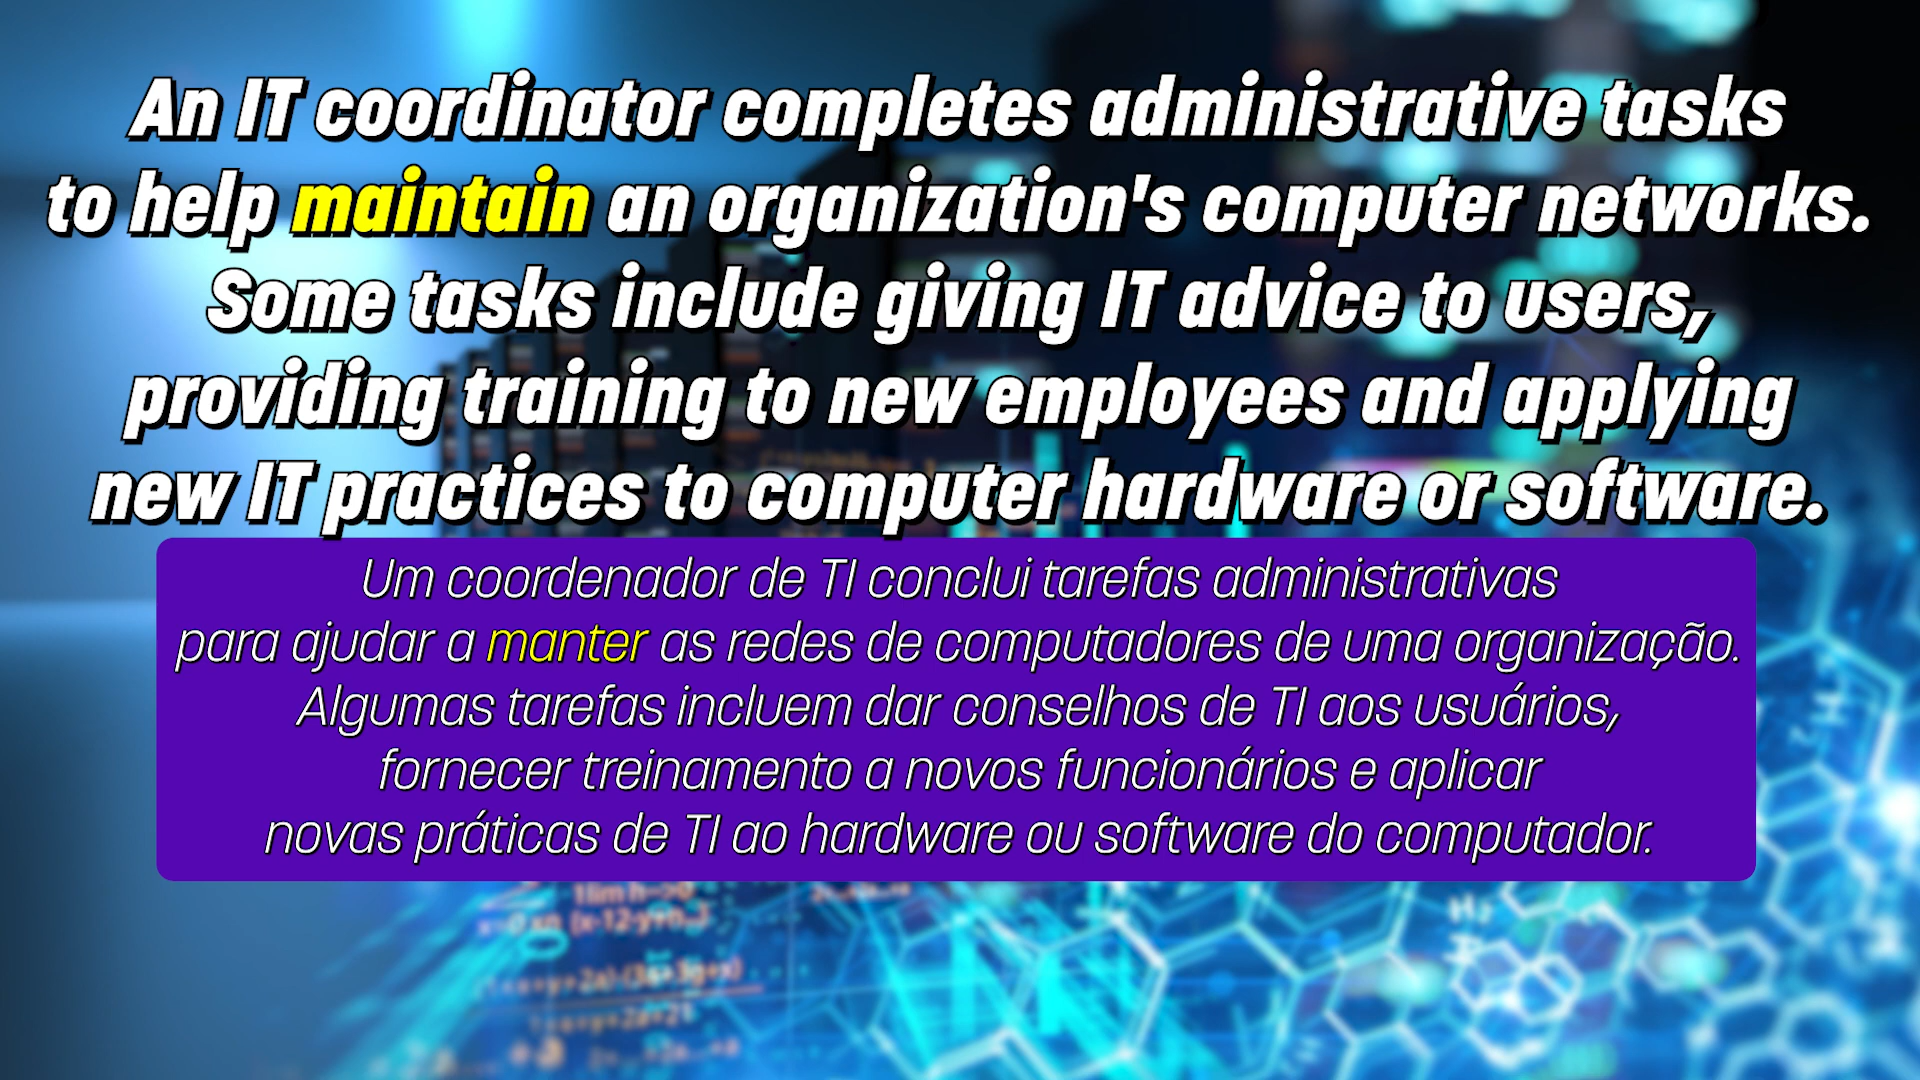 An IT coordinator completes administrative tasks
to help maintain an organization's computer networks.
Some tasks include giving IT advice to users,
providing training to new employees and applying
new IT practices to computer hardware or software.
Um coordenador de TI conclui tarefas administrativas
para ajudar a manter as redes de computadores de uma organização.
Algumas tarefas incluem dar conselhos de TI aos usuários,
fornecer treinamento a novos funcionários e aplicar
novas práticas de TI ao hardware ou software do computador.